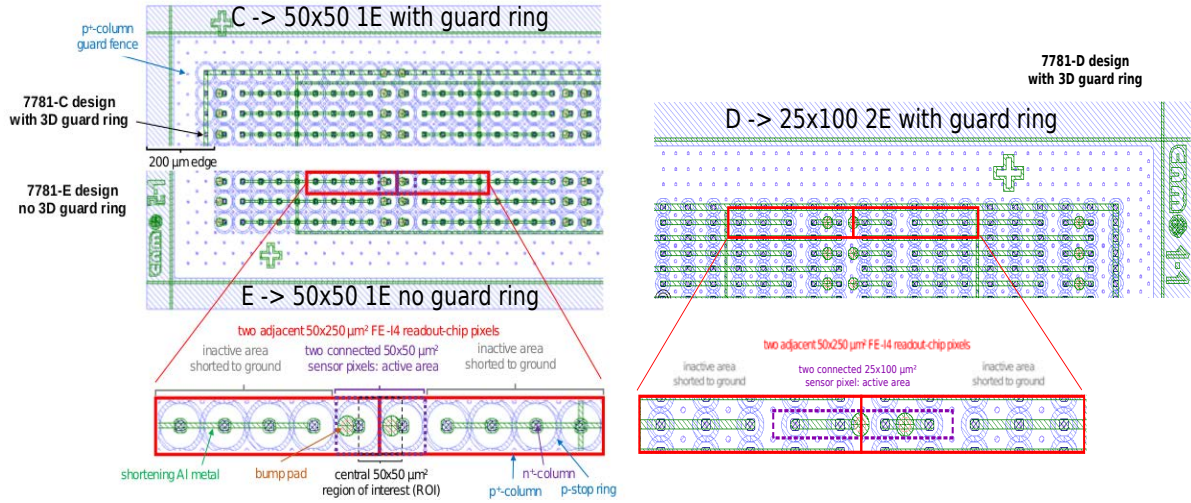 C -> 50x50 1E with guard ring
p⁺-column
guard fence
7781-C design
with 3D guard ring
200 µm edge
7781-E design
no 3D guard ring
1-1
E -> 50x50 1E no guard ring
two adjacent 50x250 µm² FE-I4 readout-chip pixels
inactive area
shorted to ground
two connected 50x50 µm²
sensor pixels: active area
inactive area
shorted to ground
shortening Al metal
bump pad
central 50x50 µm²
region of interest (ROI)
n⁺-column
p⁺-column
p-stop ring
7781-D design
with 3D guard ring
D -> 25x100 2E with guard ring
1-1
two adjacent 50x250 µm² FE-I4 readout-chip pixels
inactive area
shorted to ground
two connected 25x100 µm²
sensor pixel: active area
inactive area
shorted to ground